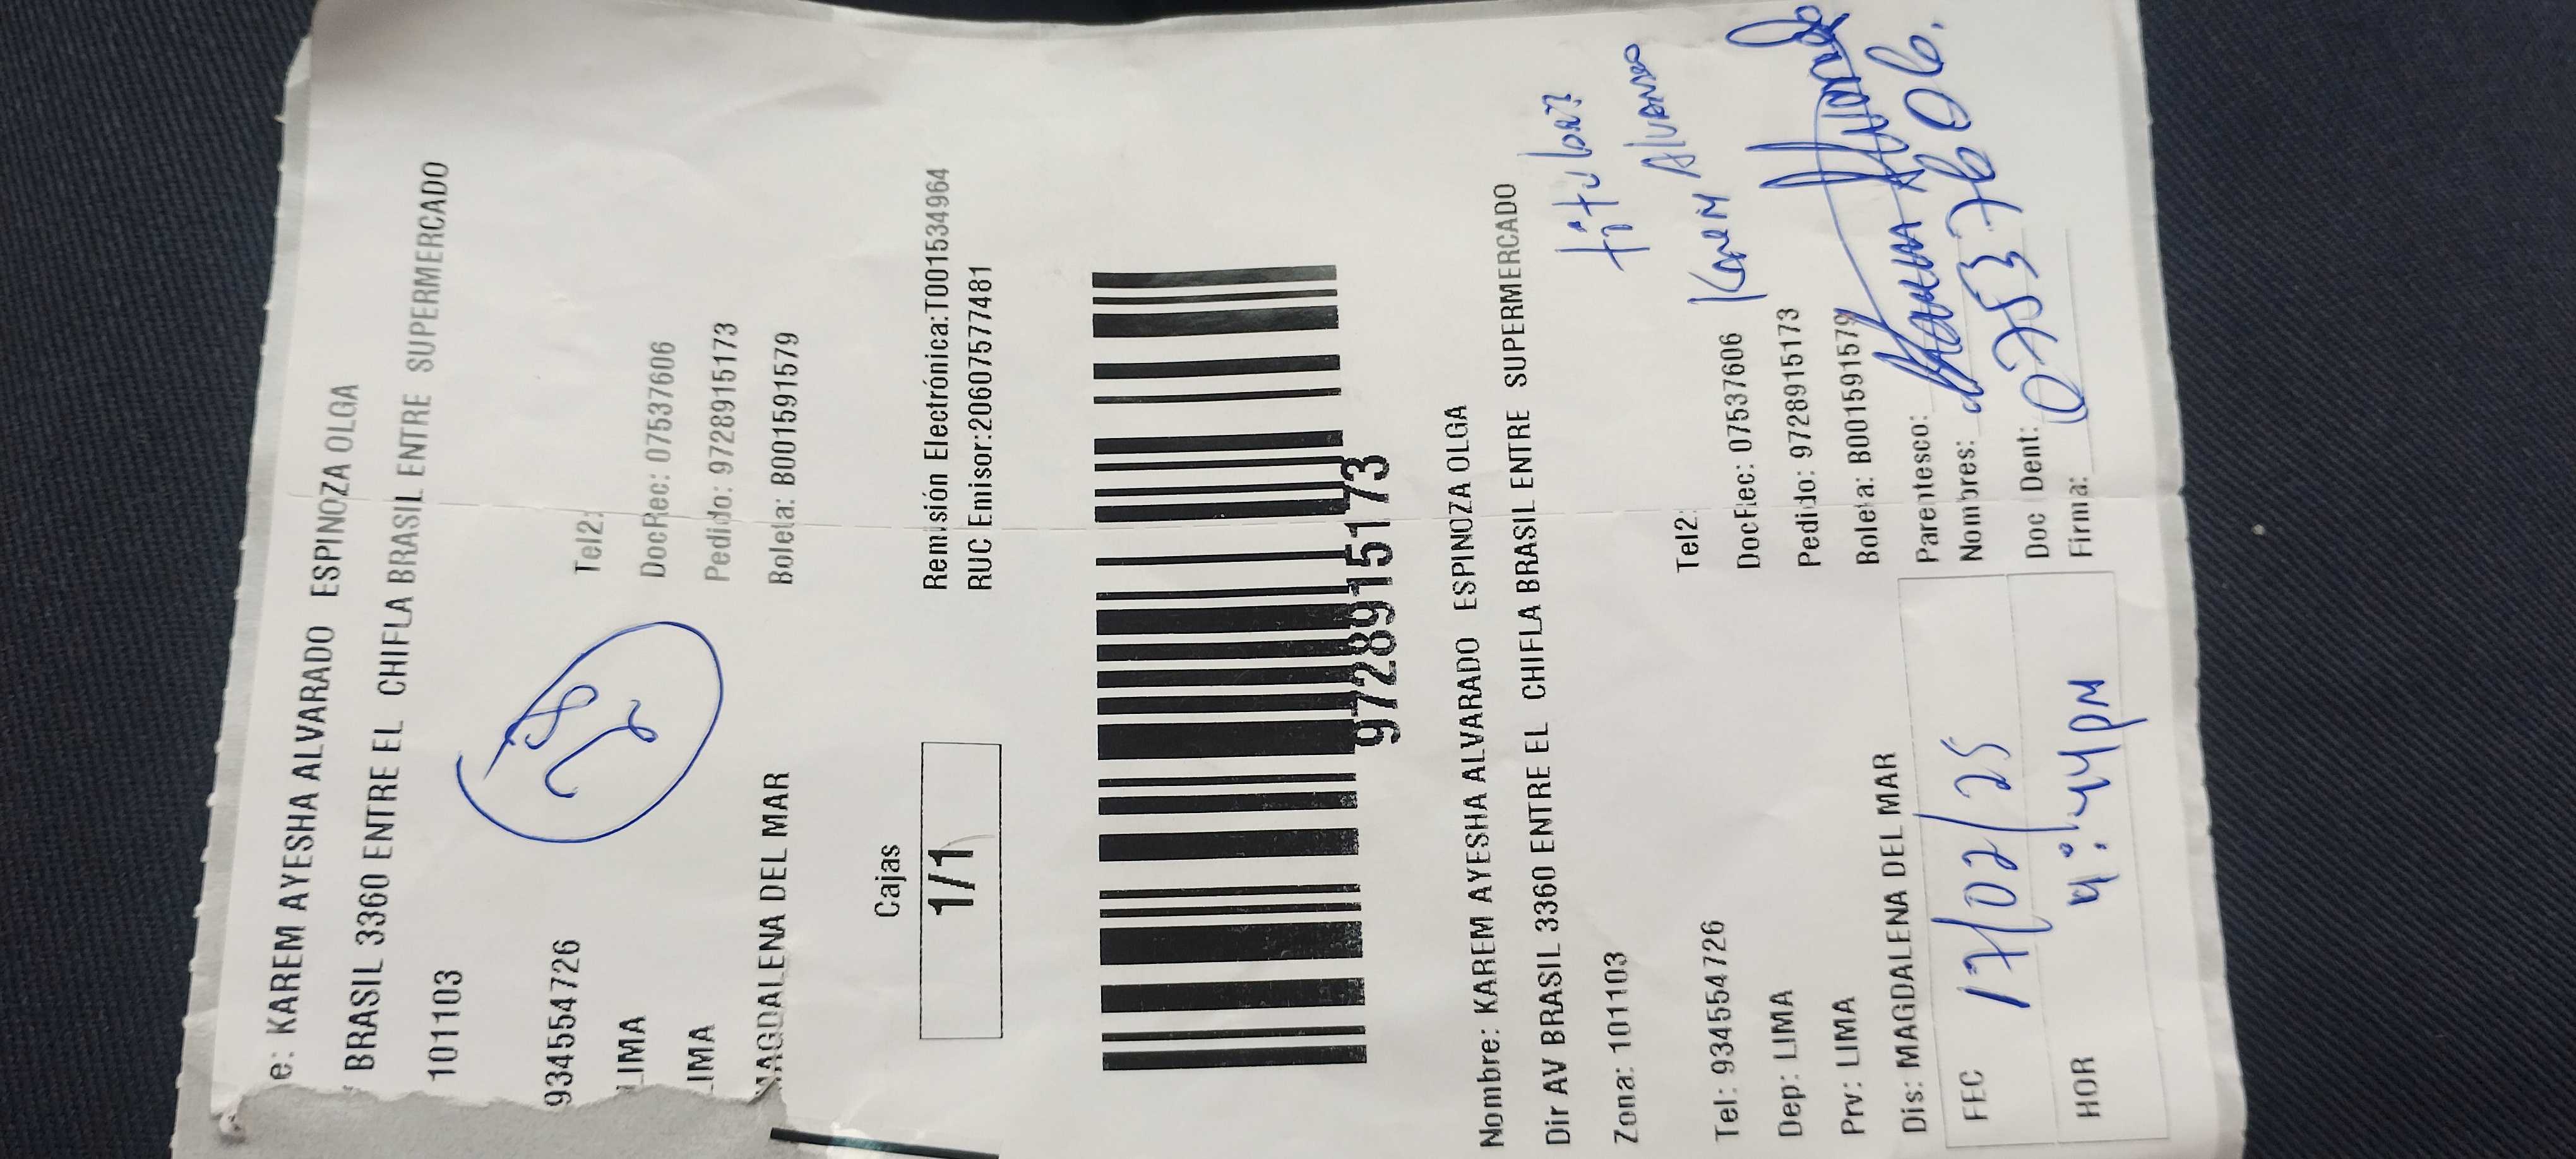 e: KAREM AYESHA ALVARADO ESPINOZA OLGA
BRASIL 3360 ENTRE EL CHIFLA BRASIL ENTRE SUPERMERCADO
101103
934554726
Tel2:
LIMA
DocRec: 07537606
LIMA
Pedido: 9728915173
MAGDALENA DEL MAR
Boleta: B001591579
Cajas
1/1
Remisión Electrónica:T001534964
RUC Emisor:20607577481
9728915173
Nombre: KAREM AYESHA ALVARADO ESPINOZA OLGA
Dir AV BRASIL 3360 ENTRE EL CHIFLA BRASIL ENTRE SUPERMERCADO
Zona: 101103
titular
Karem Alvarado
Tel: 934554726
Tel2:
Dep: LIMA
DocRec: 07537606
Prv: LIMA
Pedido: 9728915173
Dis: MAGDALENA DEL MAR
Boleta: B001591579
FEC 17/02/25
Parentesco:
Nombres:
HOR 4:44pm
Doc Dent: 07537606.
Firma: